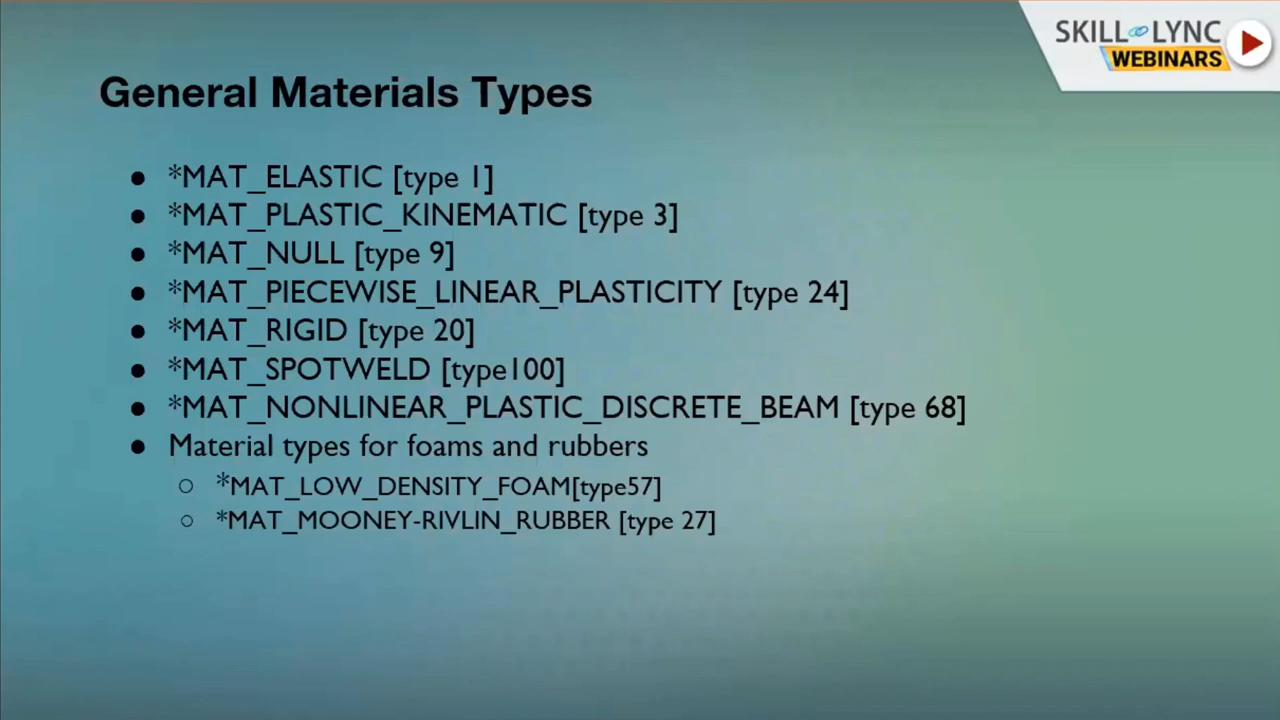 SKILL LYNC
WEBINARS
General Materials Types
● *MAT_ELASTIC [type 1]
● *MAT_PLASTIC_KINEMATIC [type 3]
● *MAT_NULL [type 9]
● *MAT_PIECEWISE_LINEAR_PLASTICITY [type 24]
● *MAT_RIGID [type 20]
● *MAT_SPOTWELD [type100]
● *MAT_NONLINEAR_PLASTIC_DISCRETE_BEAM [type 68]
● Material types for foams and rubbers
○ *MAT_LOW_DENSITY_FOAM[type57]
○ *MAT_MOONEY-RIVLIN_RUBBER [type 27]